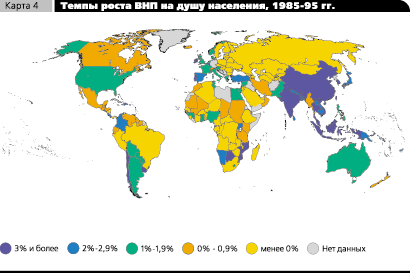 Карта 4
Темпы роста ВНП на душу населения, 1985-95 гг.
3% и более
2%-2,9%
1%-1,9%
0% - 0,9%
менее 0%
Нет данных